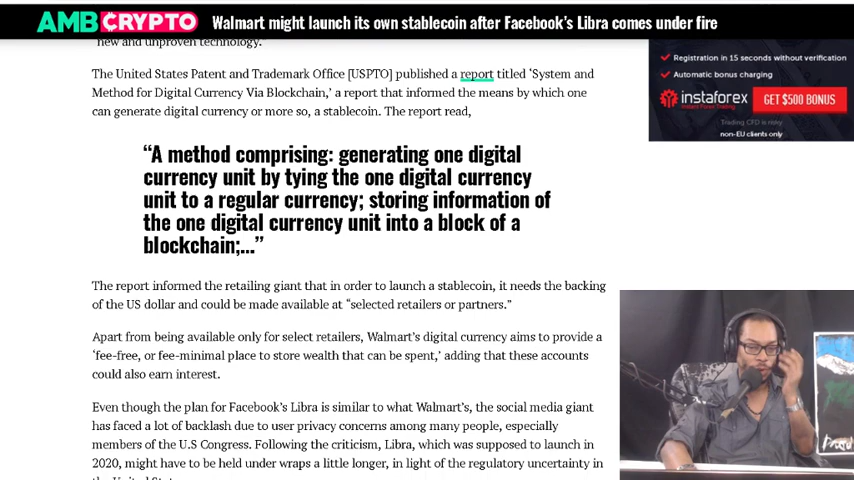 AMB CRYPTO Walmart might launch its own stablecoin after Facebook's Libra comes under fire
new and unproven technology.
The United States Patent and Trademark Office [USPTO] published a report titled 'System and
Method for Digital Currency Via Blockchain,' a report that informed the means by which one
can generate digital currency or more so, a stablecoin. The report read,
"A method comprising: generating one digital
currency unit by tying the one digital currency
unit to a regular currency; storing information of
the one digital currency unit into a block of a
blockchain;..."
The report informed the retailing giant that in order to launch a stablecoin, it needs the backing
of the US dollar and could be made available at "selected retailers or partners."
Apart from being available only for select retailers, Walmart's digital currency aims to provide a
'fee-free, or fee-minimal place to store wealth that can be spent,' adding that these accounts
could also earn interest.
Even though the plan for Facebook's Libra is similar to what Walmart's, the social media giant
has faced a lot of backlash due to user privacy concerns among many people, especially
members of the U.S Congress. Following the criticism, Libra, which was supposed to launch in
2020, might have to be held under wraps a little longer, in light of the regulatory uncertainty in
Registration in 15 seconds without verification
Automatic bonus charging
instaforex
GET $500 BONUS
Trading CFD is risky
non-EU clients only